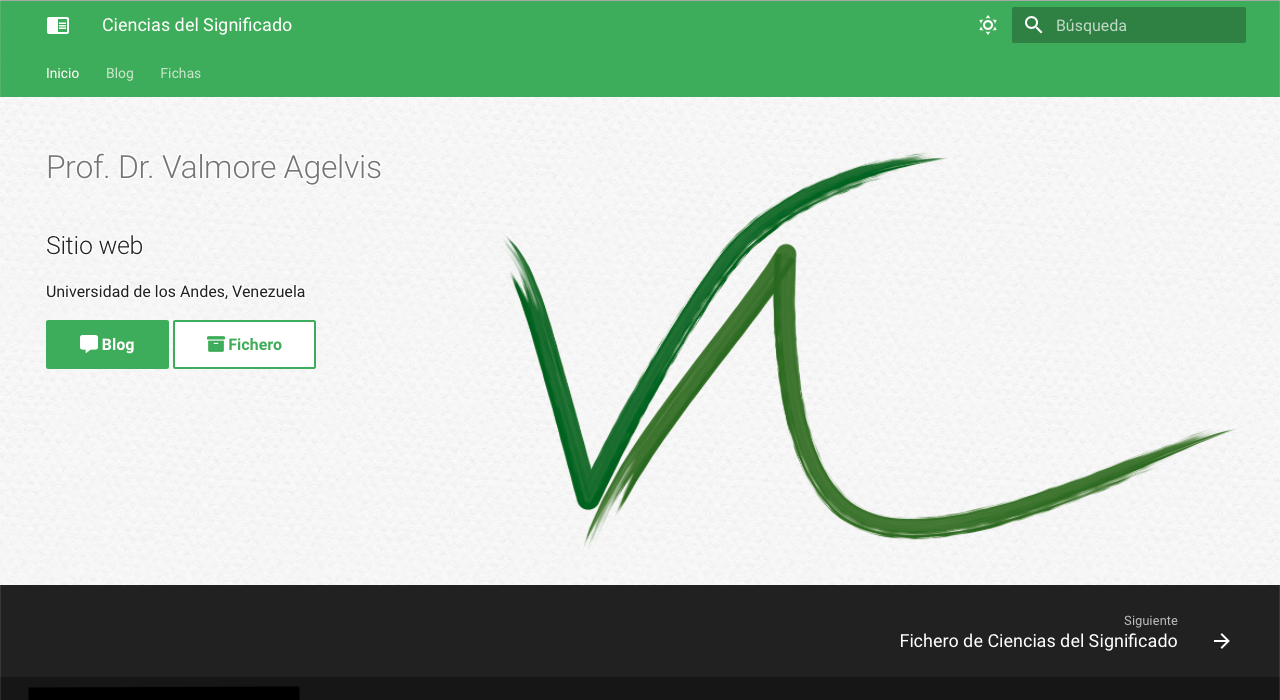 Ciencias del Significado
Búsqueda
Inicio
Blog
Fichas
Prof. Dr. Valmore Agelvis
Sitio web
Universidad de los Andes, Venezuela
Blog
Fichero
Siguiente
Fichero de Ciencias del Significado